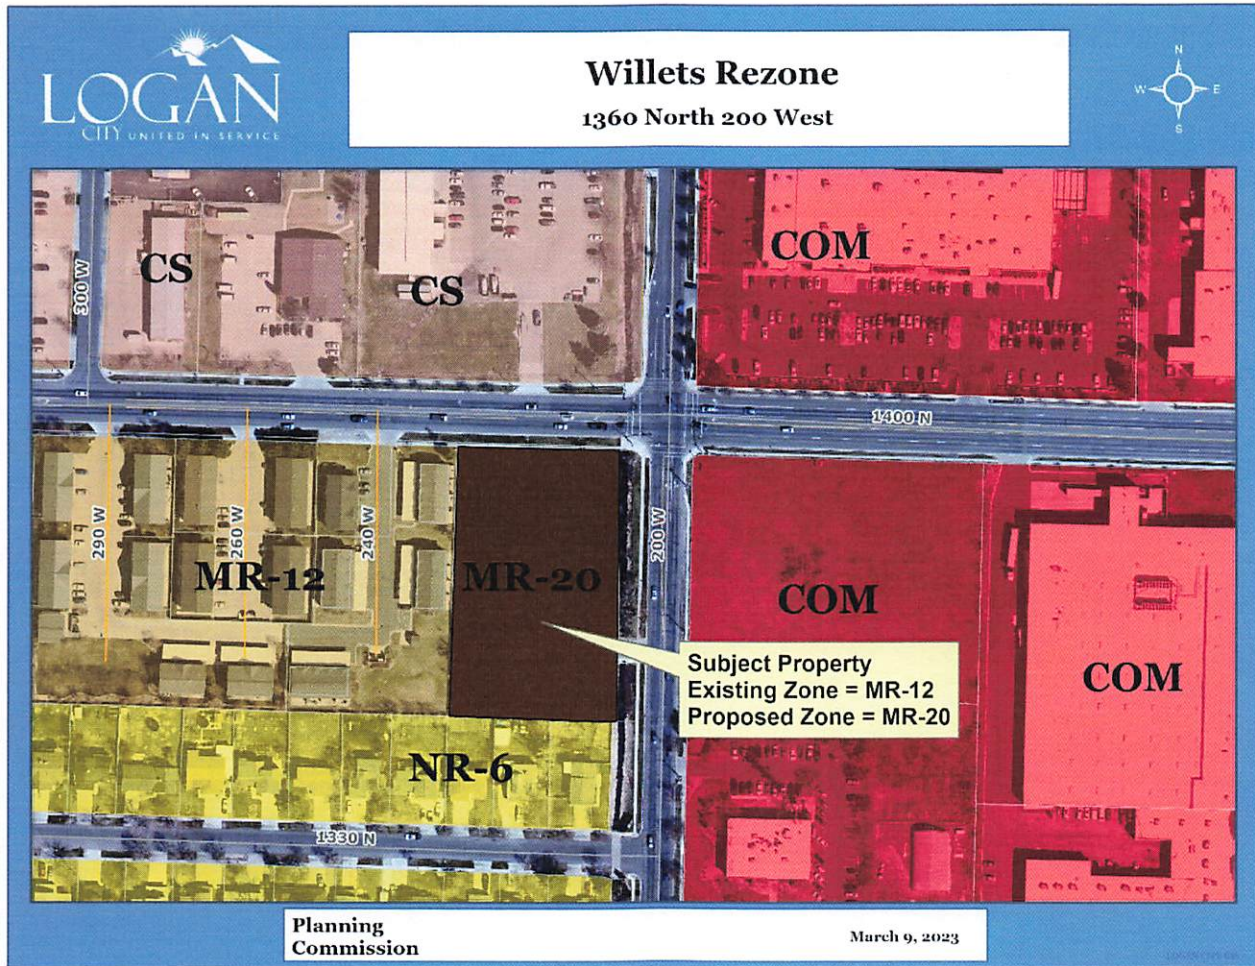 LOGAN
CITY UNITED IN SERVICE
Willets Rezone
1360 North 200 West
N
W
E
S
CS
CS
COM
300 W
1400 N
290 W
260 W
240 W
200 W
MR-12
MR-20
COM
COM
Subject Property
Existing Zone = MR-12
Proposed Zone = MR-20
NR-6
1330 N
Planning
Commission
March 9, 2023